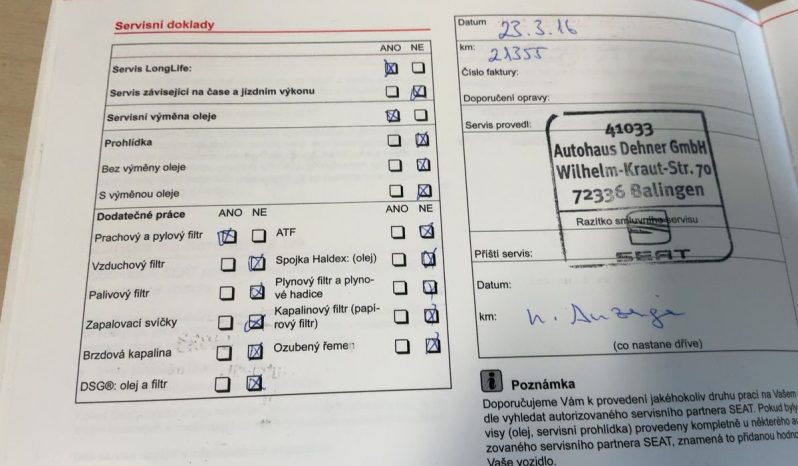 Servisní doklady
ANO NE
Servis LongLife:
Servis závisející na čase a jízdním výkonu
Servisní výměna oleje
Prohlídka
Bez výměny oleje
S výměnou oleje
Dodatečné práce ANO NE ANO NE
Prachový a pylový filtr ATF
Vzduchový filtr Spojka Haldex: (olej)
Palivový filtr Plynový filtr a plyno-
vé hadice
Zapalovací svíčky Kapalinový filtr (papí-
rový filtr)
Brzdová kapalina Ozubený řemen
DSG®: olej a filtr
Datum 23.3.16
km: 21355
Číslo faktury:
Doporučení opravy:
Servis provedl:
41033
Autohaus Dehner GmbH
Wilhelm-Kraut-Str. 70
72336 Balingen
Razítko smluvního servisu
SEAT
Příští servis:
Datum:
km: n. Anzeige
(co nastane dříve)
i Poznámka
Doporučujeme Vám k provedení jakéhokoliv druhu prací na Vašem
dle vyhledat autorizovaného servisního partnera SEAT. Pokud byly
visy (olej, servisní prohlídka) provedeny kompletně u některého
zovaného servisního partnera SEAT, znamená to přidanou
Vaše vozidlo.